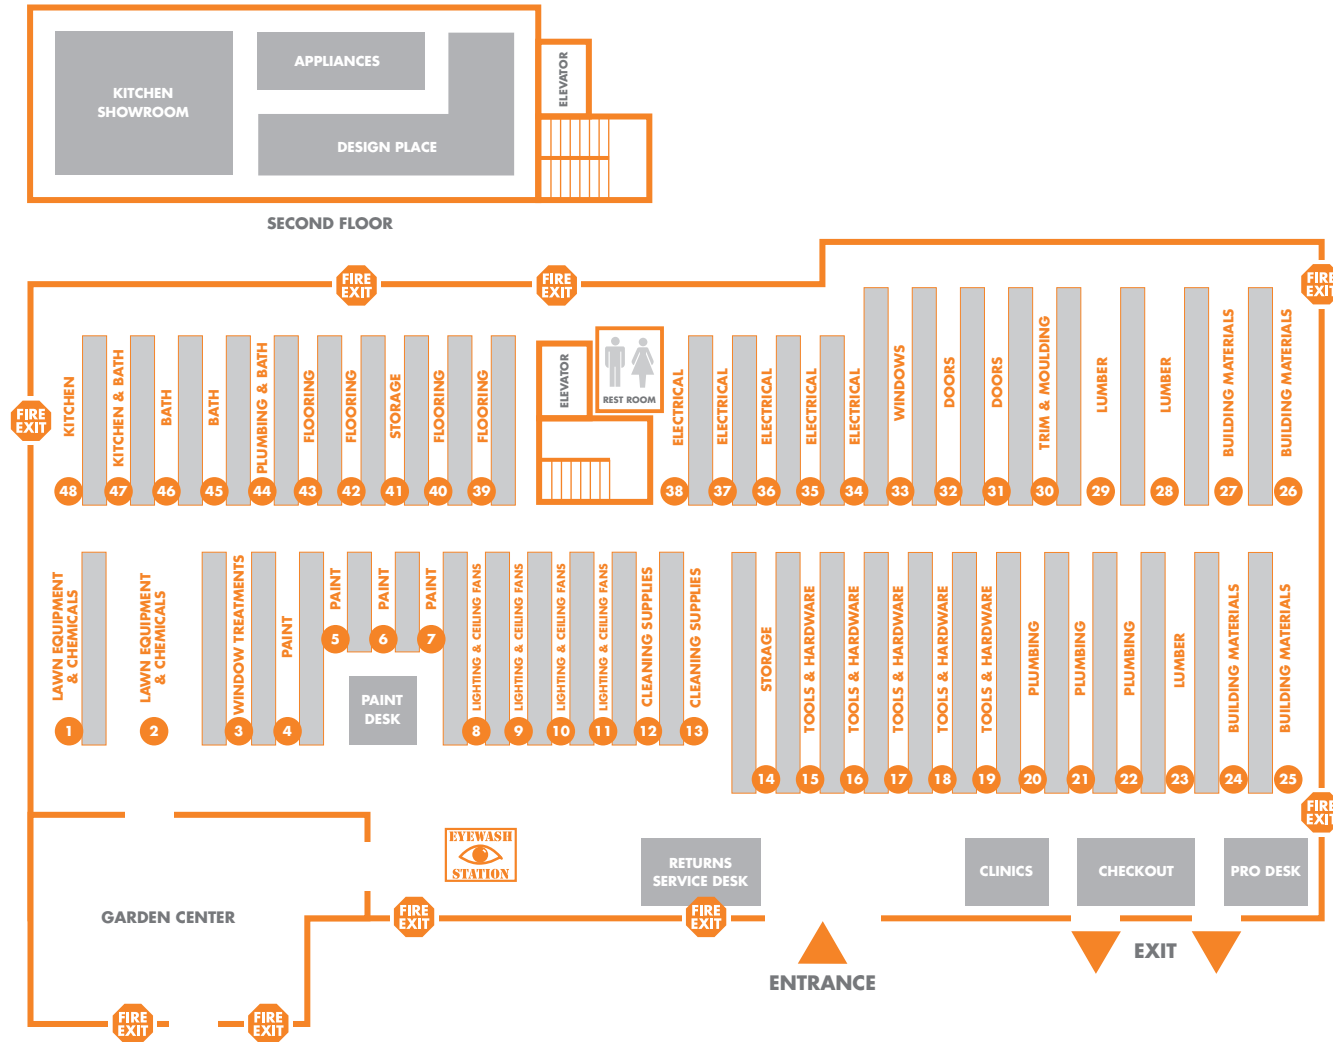 KITCHEN
SHOWROOM
APPLIANCES
DESIGN PLACE
ELEVATOR
SECOND FLOOR
FIRE
EXIT
FIRE
EXIT
FIRE
EXIT
FIRE
EXIT
KITCHEN
48
KITCHEN & BATH
47
BATH
46
BATH
45
PLUMBING & BATH
44
FLOORING
43
FLOORING
42
STORAGE
41
FLOORING
40
FLOORING
39
ELEVATOR
REST ROOM
ELECTRICAL
38
ELECTRICAL
37
ELECTRICAL
36
ELECTRICAL
35
ELECTRICAL
34
WINDOWS
33
DOORS
32
DOORS
31
TRIM & MOULDING
30
LUMBER
29
LUMBER
28
BUILDING MATERIALS
27
BUILDING MATERIALS
26
LAWN EQUIPMENT
& CHEMICALS
1
LAWN EQUIPMENT
& CHEMICALS
2
WINDOW TREATMENTS
3
PAINT
4
PAINT
5
PAINT
6
PAINT
7
PAINT
DESK
LIGHTING & CEILING FANS
8
LIGHTING & CEILING FANS
9
LIGHTING & CEILING FANS
10
LIGHTING & CEILING FANS
11
CLEANING SUPPLIES
12
CLEANING SUPPLIES
13
STORAGE
14
TOOLS & HARDWARE
15
TOOLS & HARDWARE
16
TOOLS & HARDWARE
17
TOOLS & HARDWARE
18
TOOLS & HARDWARE
19
PLUMBING
20
PLUMBING
21
PLUMBING
22
LUMBER
23
BUILDING MATERIALS
24
BUILDING MATERIALS
25
FIRE
EXIT
EYEWASH
STATION
RETURNS
SERVICE DESK
CLINICS
CHECKOUT
PRO DESK
GARDEN CENTER
FIRE
EXIT
FIRE
EXIT
ENTRANCE
EXIT
FIRE
EXIT
FIRE
EXIT